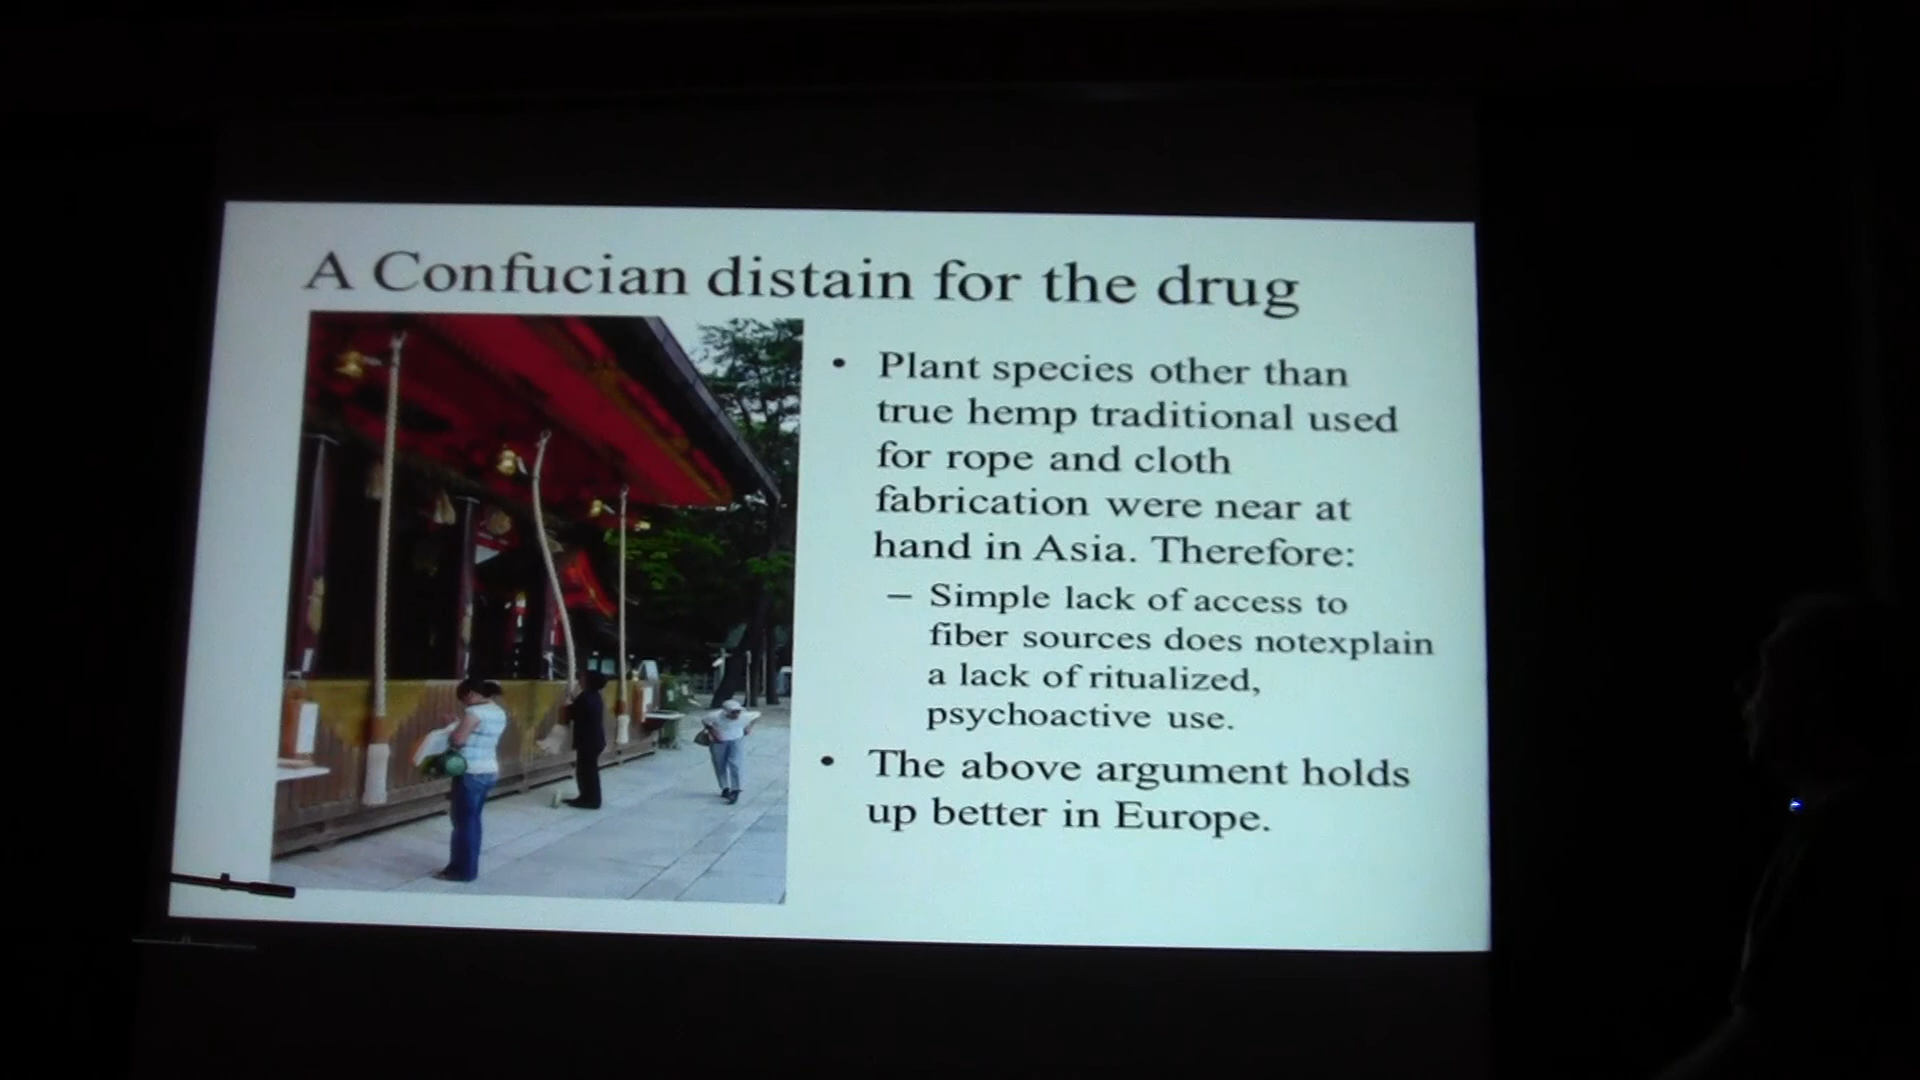 A Confucian distain for the drug
• Plant species other than
true hemp traditional used
for rope and cloth
fabrication were near at
hand in Asia. Therefore:
– Simple lack of access to
fiber sources does notexplain
a lack of ritualized,
psychoactive use.
• The above argument holds
up better in Europe.